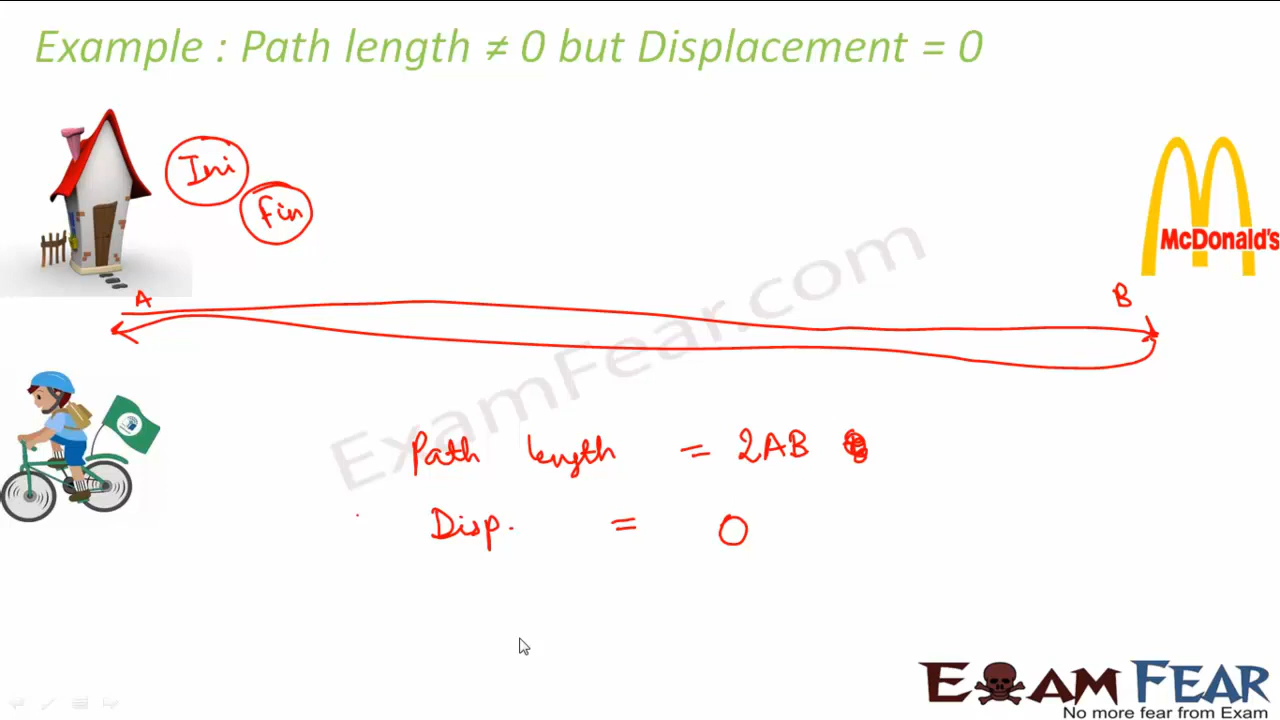 Example : Path length ≠ 0 but Displacement = 0
Ini
Fin
McDonald's
A
B
ExamFear.com
Path length = 2AB
Disp. = 0
EXAM FEAR
No more fear from Exam